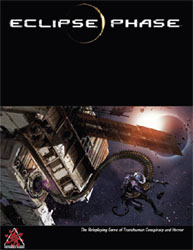 ECLIPSE PHASE
The Roleplaying Game of Transhuman Conspiracy and Horror